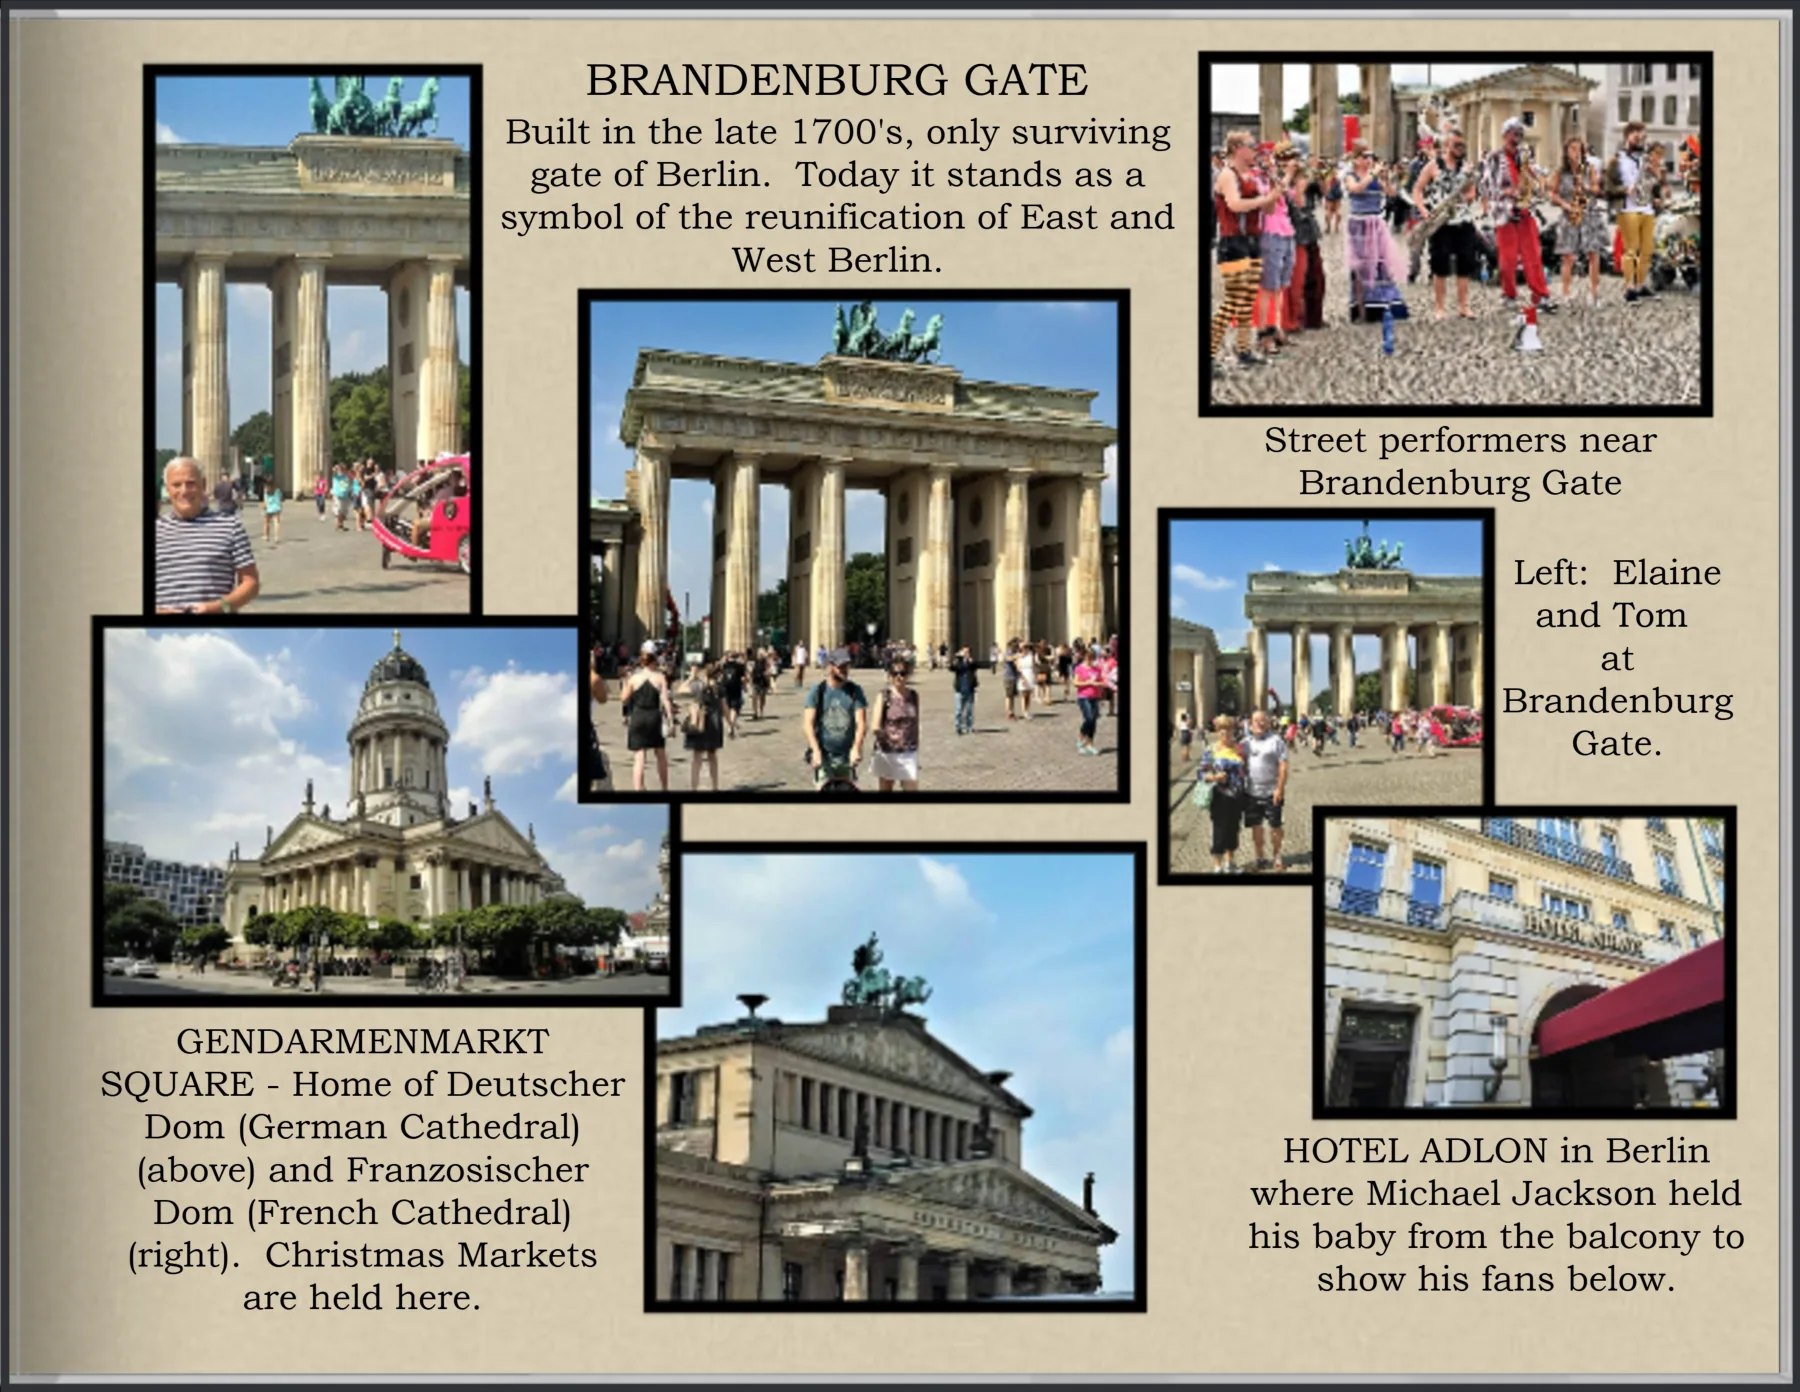 BRANDENBURG GATE
Built in the late 1700's, only surviving
gate of Berlin.  Today it stands as a
symbol of the reunification of East and
West Berlin.
Street performers near
Brandenburg Gate
Left:  Elaine
and Tom
at
Brandenburg
Gate.
HOTEL ADLON
GENDARMENMARKT
SQUARE - Home of Deutscher
Dom (German Cathedral)
(above) and Franzosischer
Dom (French Cathedral)
(right).  Christmas Markets
are held here.
HOTEL ADLON in Berlin
where Michael Jackson held
his baby from the balcony to
show his fans below.